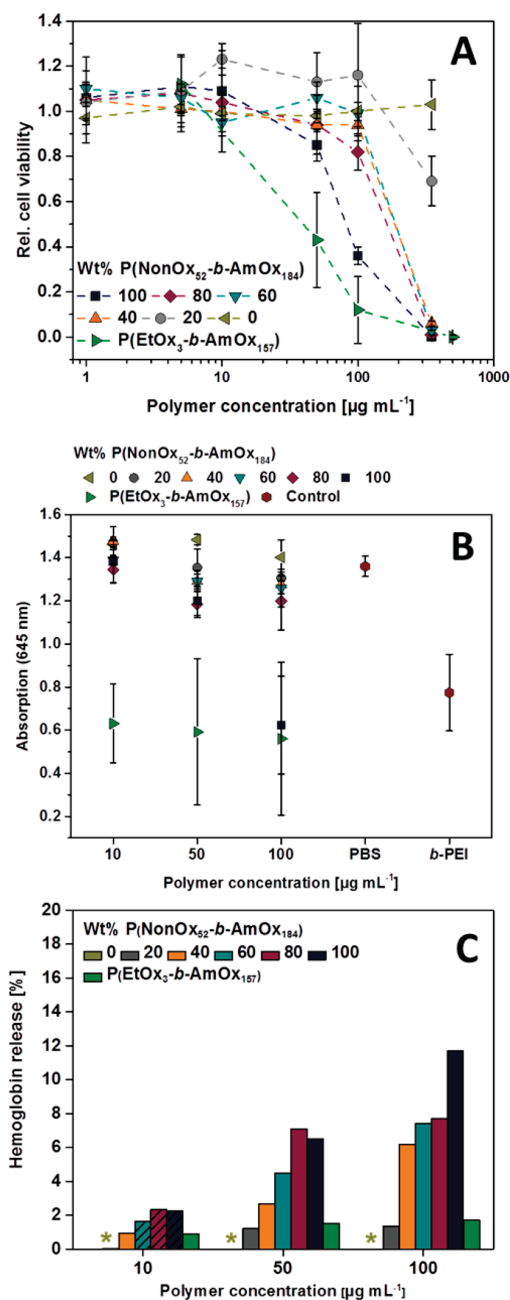 A
1.4
1.2
1.0
0.8
0.6
0.4
0.2
0.0
Rel. cell viability
Wt% P(NonOx52-b-AmOx184)
100 80 60
40 20 0
P(EtOx3-b-AmOx157)
1 10 100 1000
Polymer concentration [µg mL-1]
Wt% P(NonOx52-b-AmOx184)
0 20 40 60 80 100
P(EtOx3-b-AmOx157) Control
B
1.6
1.4
1.2
1.0
0.8
0.6
0.4
0.2
Absorption (645 nm)
10 50 100 PBS b-PEI
Polymer concentration [µg mL-1]
C
20
18
16
14
12
10
8
6
4
2
0
Hemoglobin release [%]
Wt% P(NonOx52-b-AmOx184)
0 20 40 60 80 100
P(EtOx3-b-AmOx157)
* * *
10 50 100
Polymer concentration [µg mL-1]